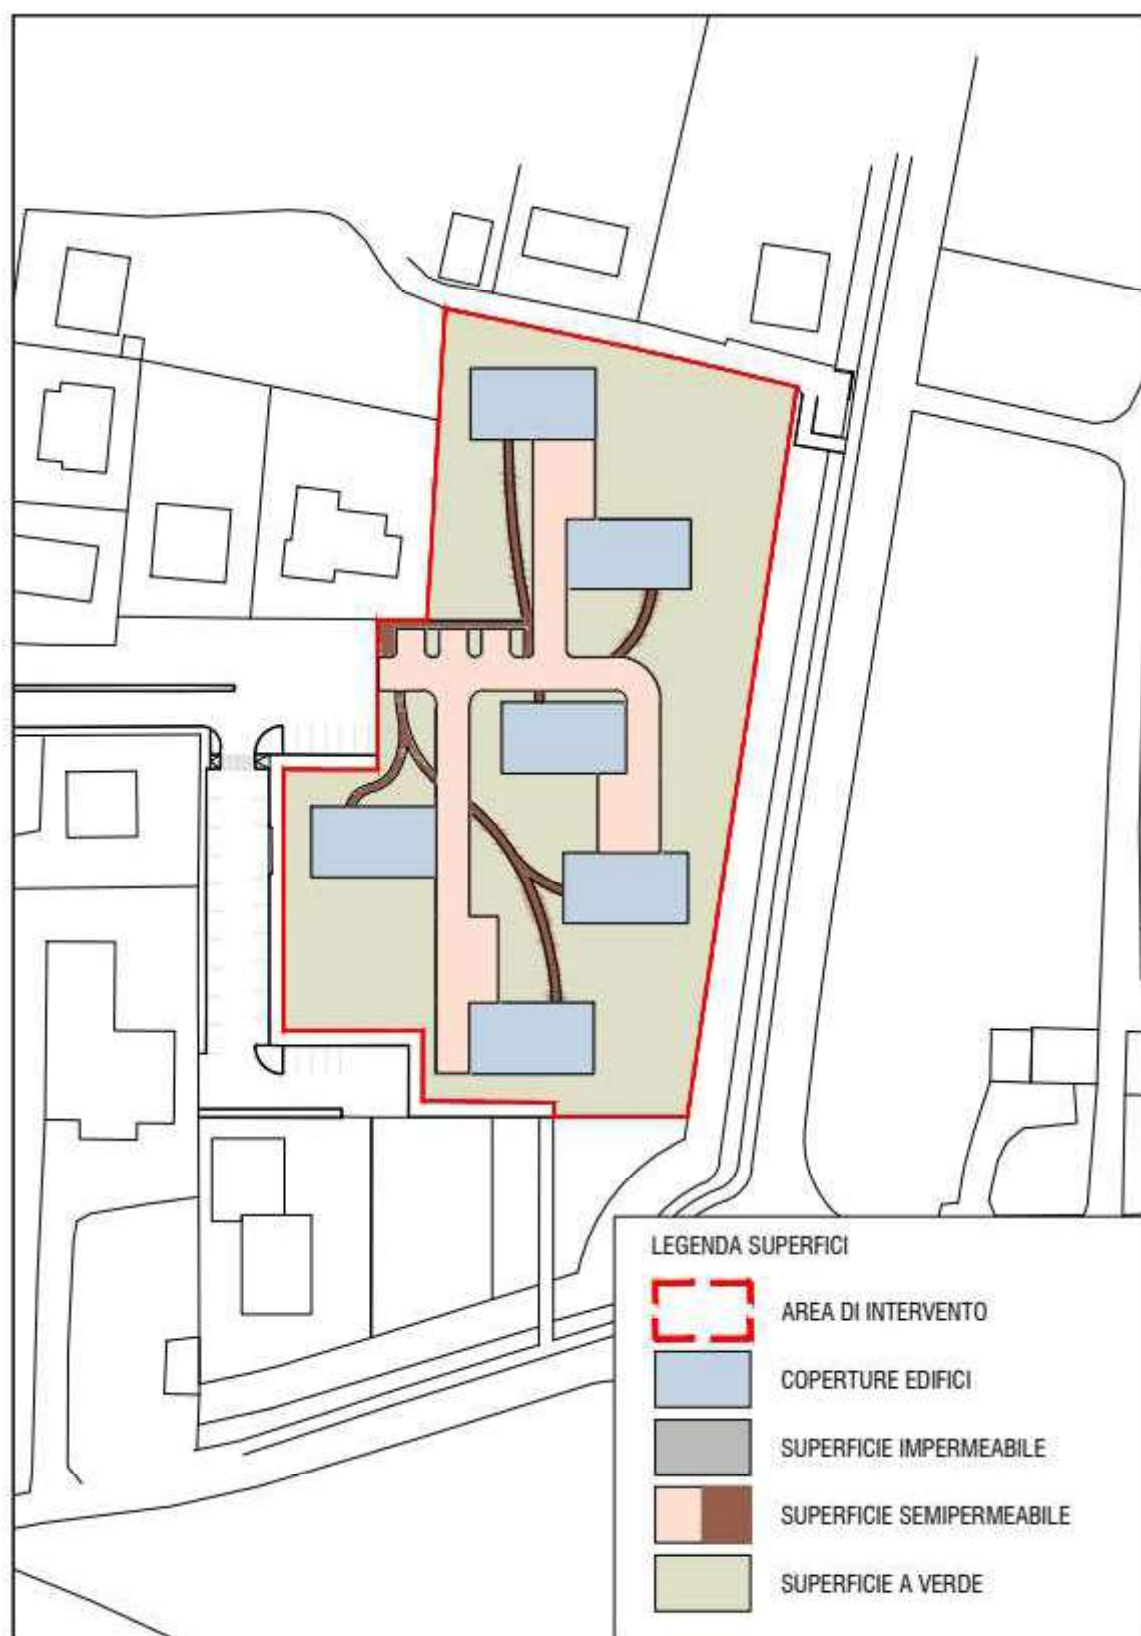 LEGENDA SUPERFICI
AREA DI INTERVENTO
COPERTURE EDIFICI
SUPERFICIE IMPERMEABILE
SUPERFICIE SEMIPERMEABILE
SUPERFICIE A VERDE